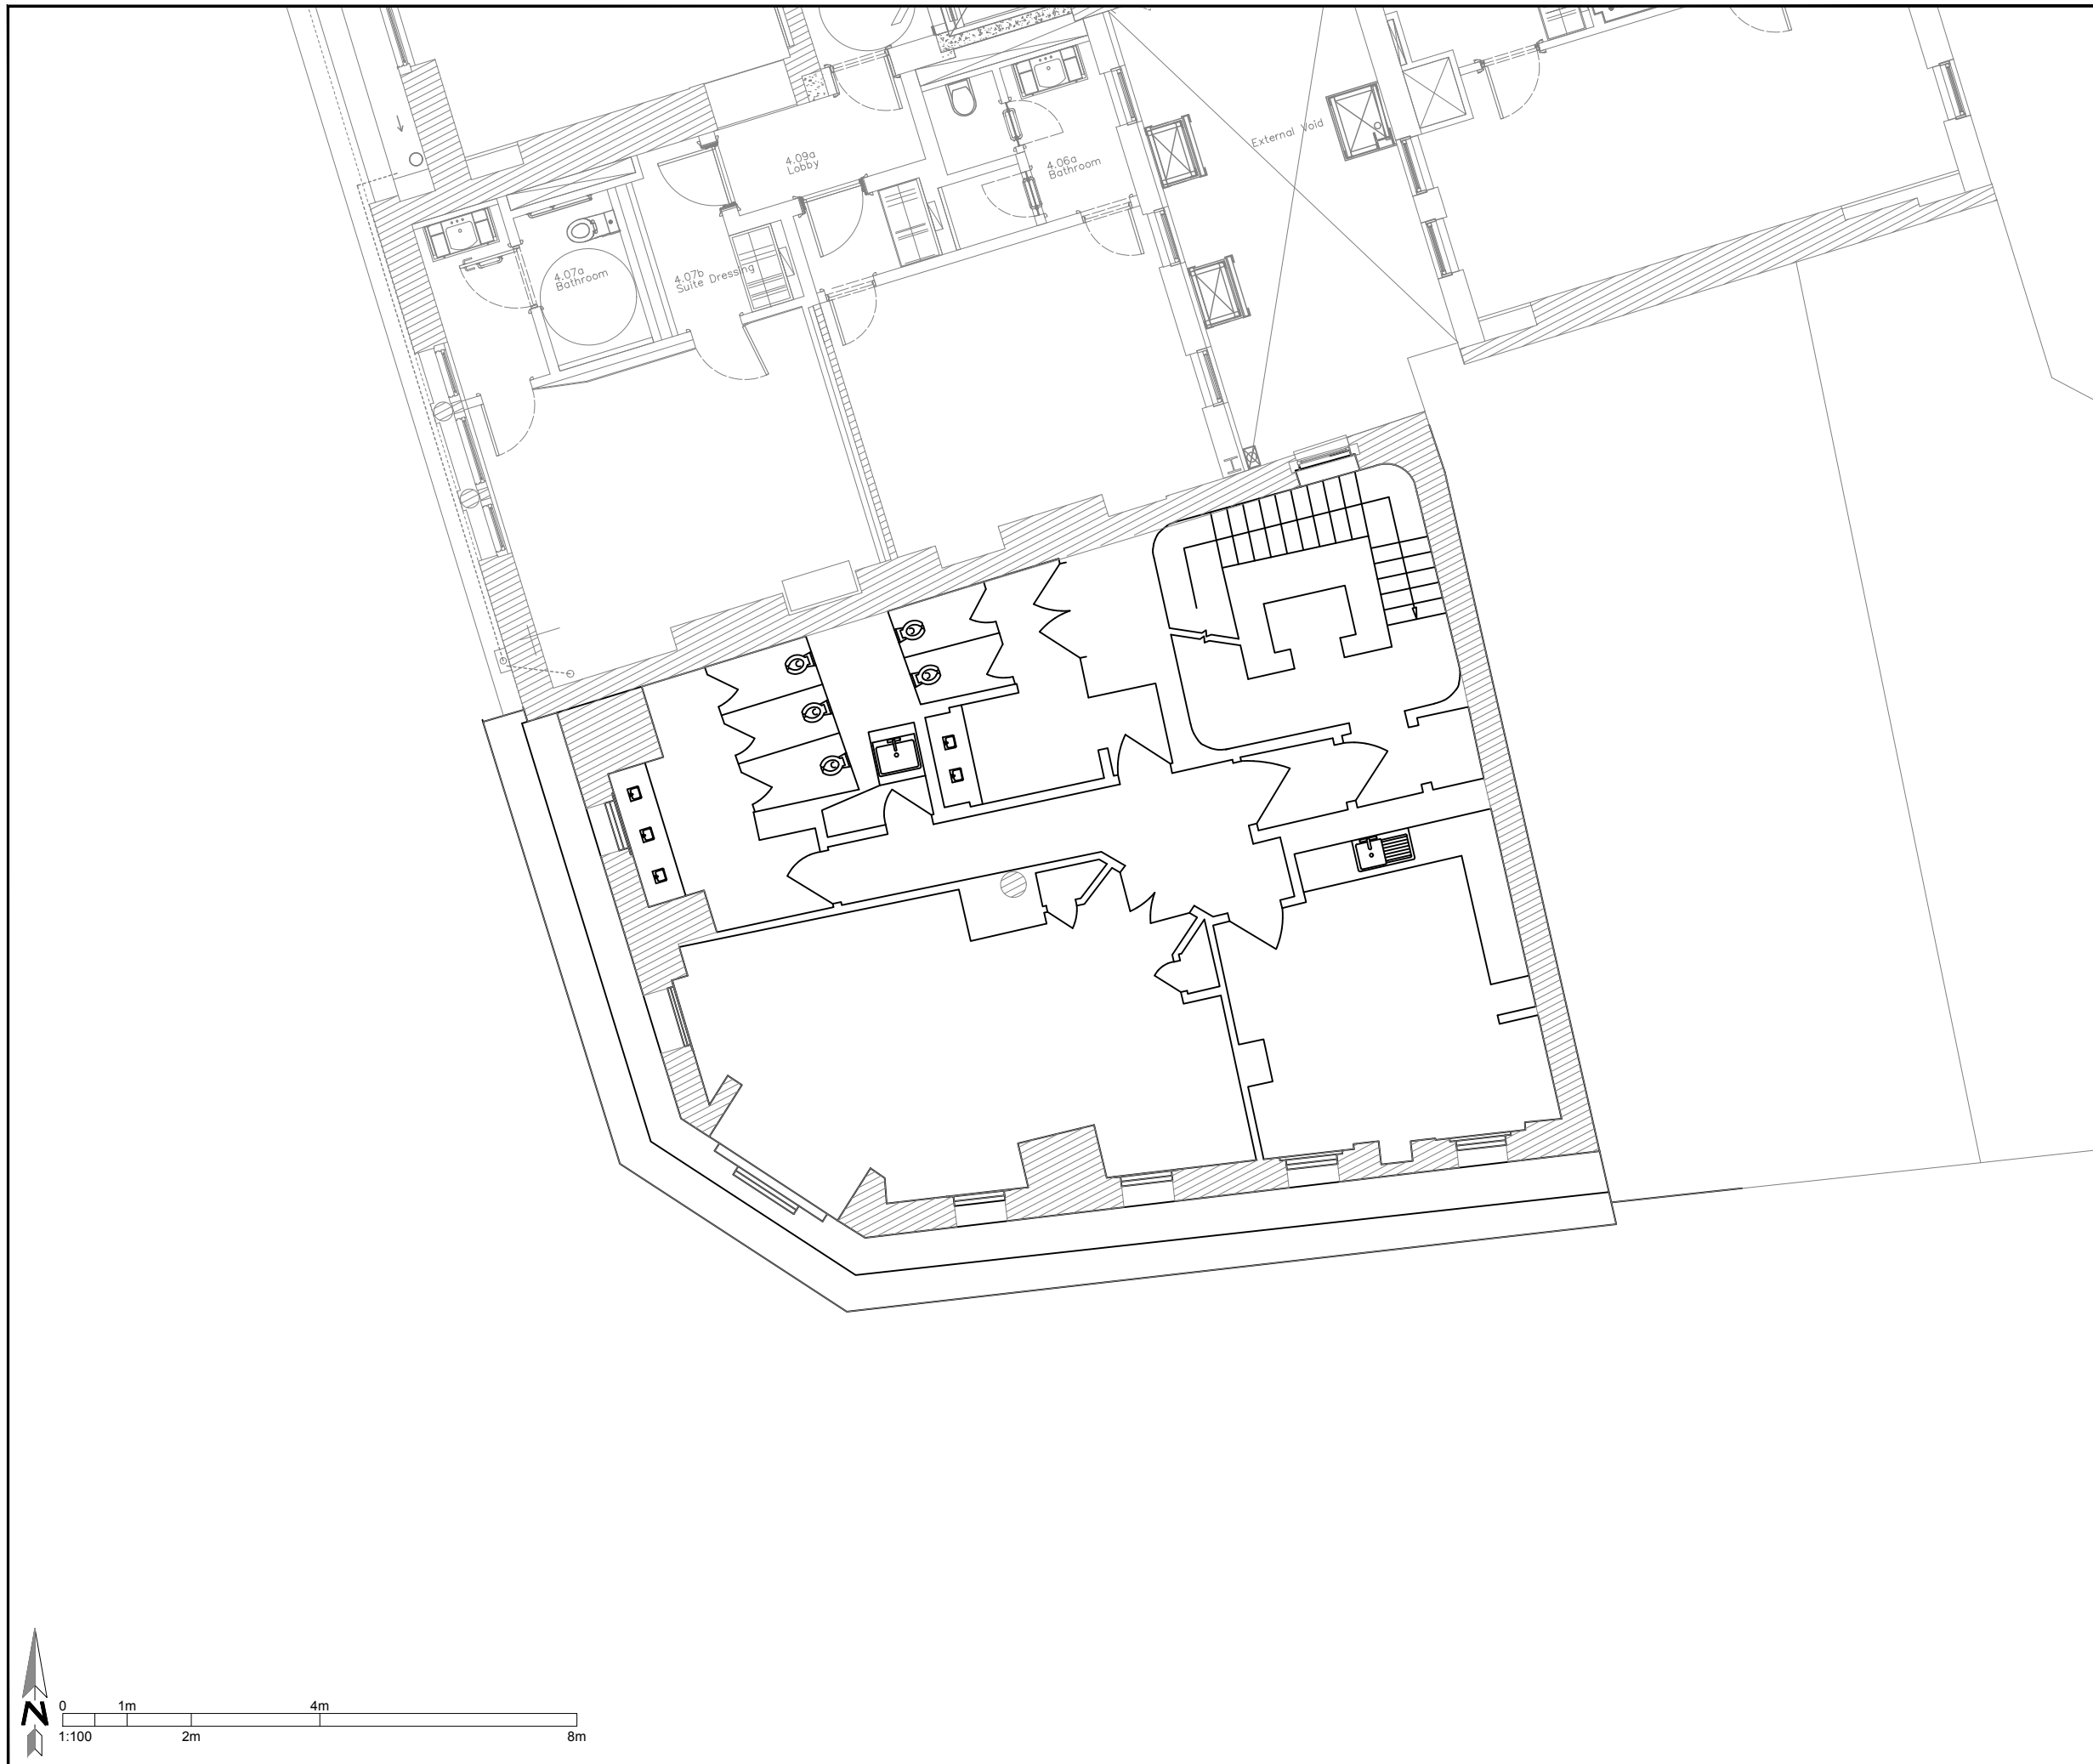 External Void
4.09a
Lobby
4.06a
Bathroom
4.07a
Bathroom
4.07b
Suite Dressing
N
0 1m 4m
1:100 2m 8m